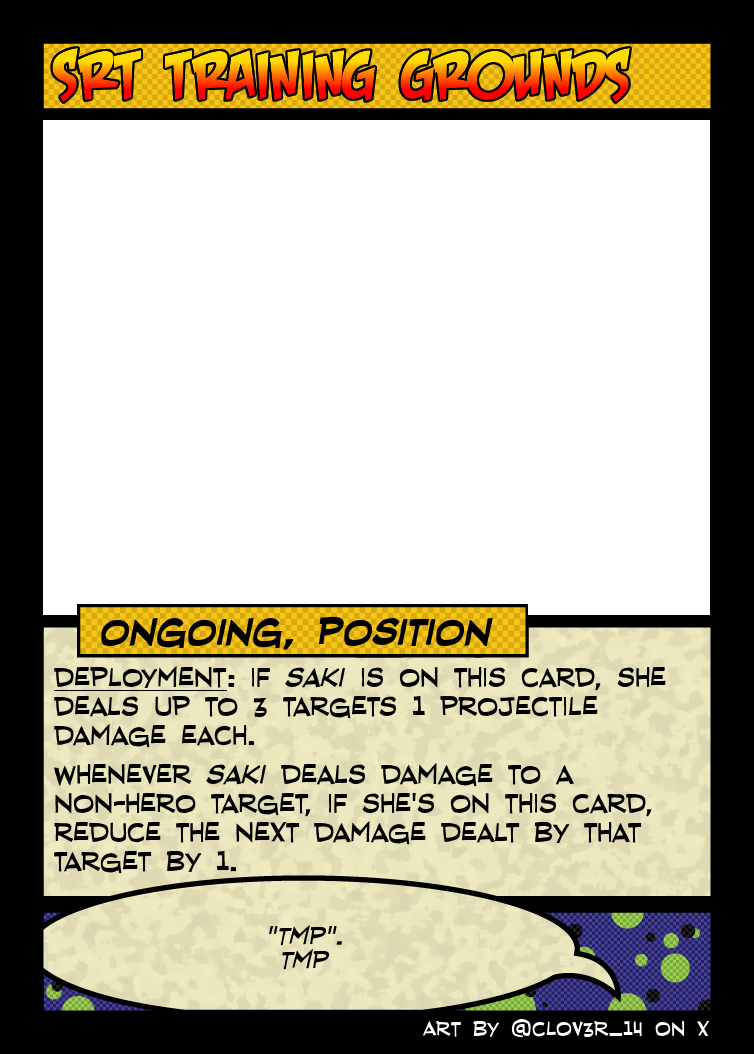 SRT TRAINING GROUNDS
ONGOING, POSITION
DEPLOYMENT: IF SAKI IS ON THIS CARD, SHE
DEALS UP TO 3 TARGETS 1 PROJECTILE
DAMAGE EACH.
WHENEVER SAKI DEALS DAMAGE TO A
NON-HERO TARGET, IF SHE'S ON THIS CARD,
REDUCE THE NEXT DAMAGE DEALT BY THAT
TARGET BY 1.
"TMP".
TMP
ART BY @CLOV3R_14 ON X